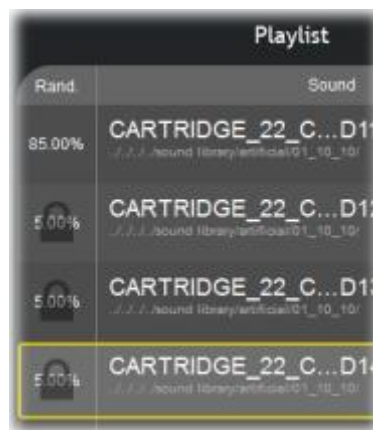 Playlist
Rand. Sound
85.00% CARTRIDGE_22_C...D11
../../../sound library/artificial/01_10_10/
5.00% CARTRIDGE_22_C...D12
../../../sound library/artificial/01_10_10/
5.00% CARTRIDGE_22_C...D13
../../../sound library/artificial/01_10_10/
5.00% CARTRIDGE_22_C...D14
../../../sound library/artificial/01_10_10/